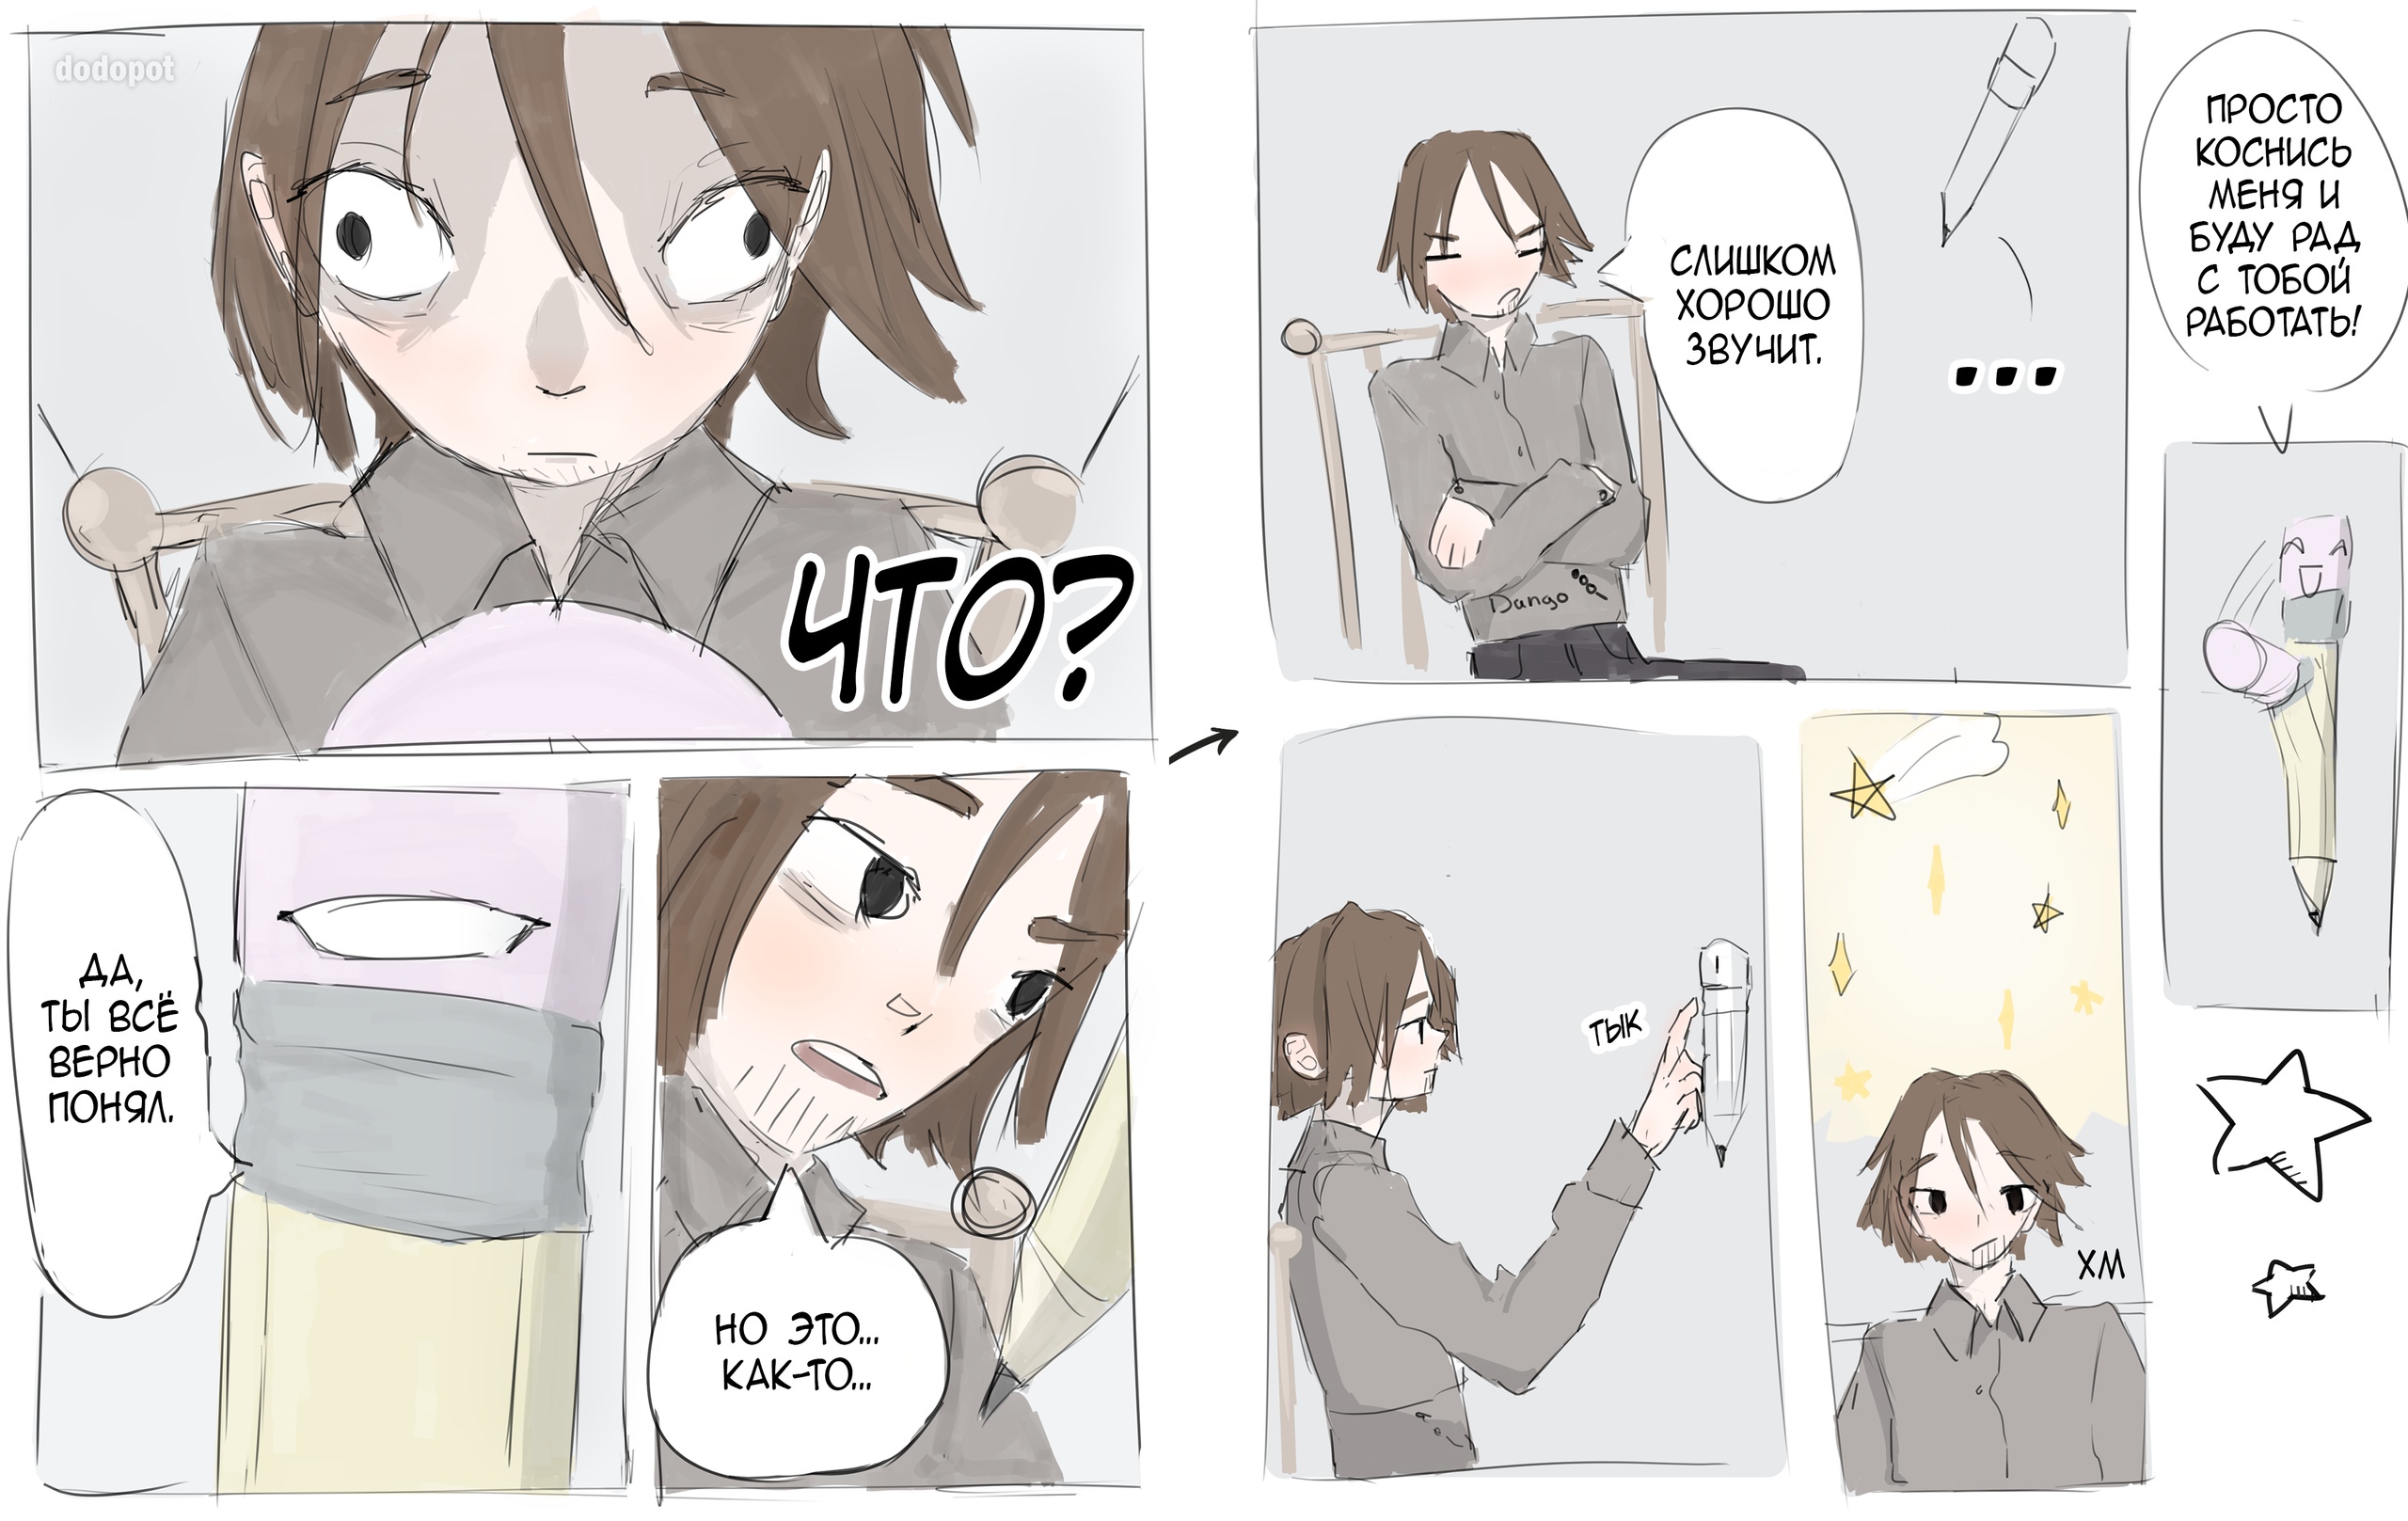 dodopot
ЧТО?
ДА,
ТЫ ВСЁ
ВЕРНО
ПОНЯЛ.
НО ЭТО...
КАК-ТО...
СЛИШКОМ
ХОРОШО
ЗВУЧИТ.
...
Dango
ПРОСТО
КОСНИСЬ
МЕНЯ И
БУДУ РАД
С ТОБОЙ
РАБОТАТЬ!
ТЫК
ХМ